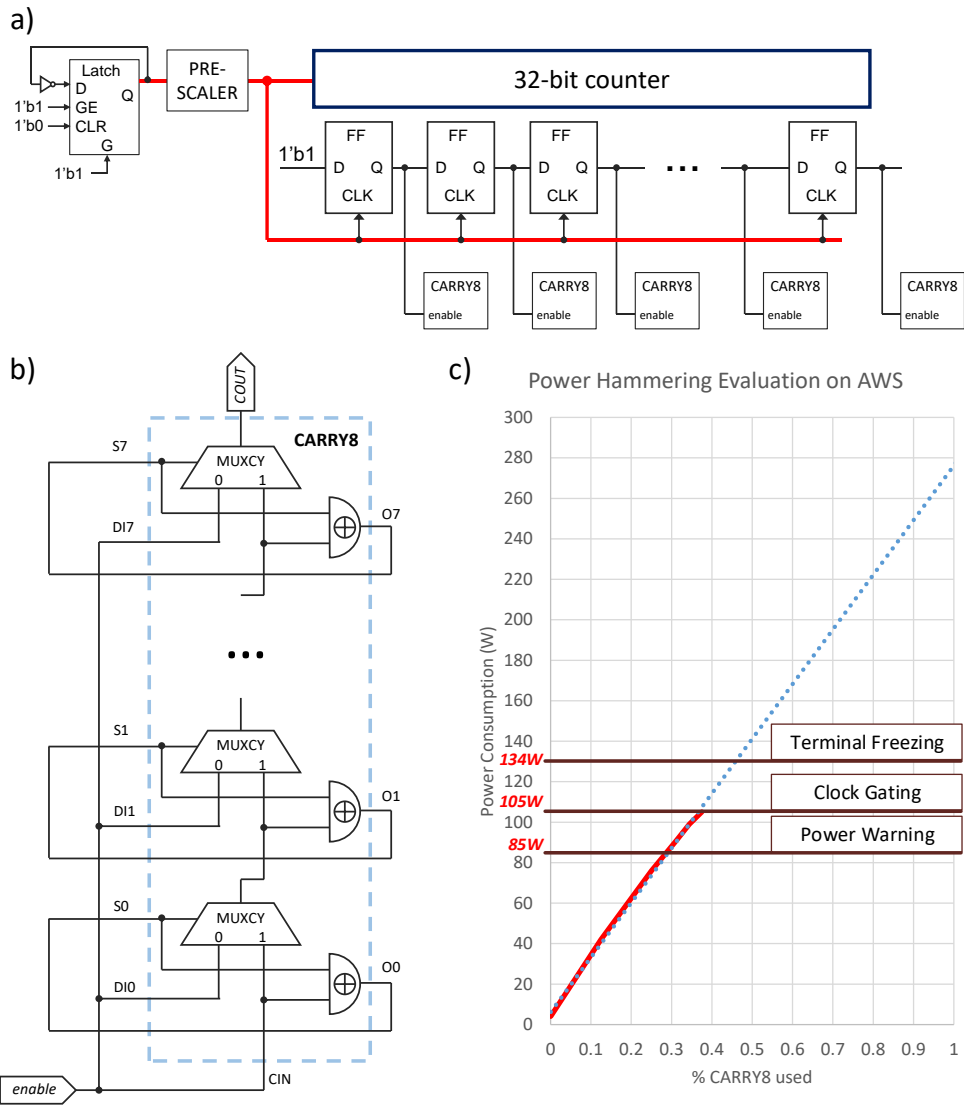 a)
Latch
D
Q
GE
CLR
G
1'b1
1'b0
1'b1
PRE-
SCALER
32-bit counter
1'b1
FF
D Q
CLK
FF
D Q
CLK
FF
D Q
CLK
...
FF
D Q
CLK
CARRY8
enable
CARRY8
enable
CARRY8
enable
CARRY8
enable
CARRY8
enable
b)
COUT
CARRY8
S7
MUXCY
0 1
O7
DI7
...
S1
MUXCY
0 1
O1
DI1
S0
MUXCY
0 1
O0
DI0
CIN
enable
c)
Power Hammering Evaluation on AWS
Power Consumption (W)
300
280
260
240
220
200
180
160
140
120
100
80
60
40
20
0
134W
105W
85W
Terminal Freezing
Clock Gating
Power Warning
0 0.1 0.2 0.3 0.4 0.5 0.6 0.7 0.8 0.9 1
% CARRY8 used